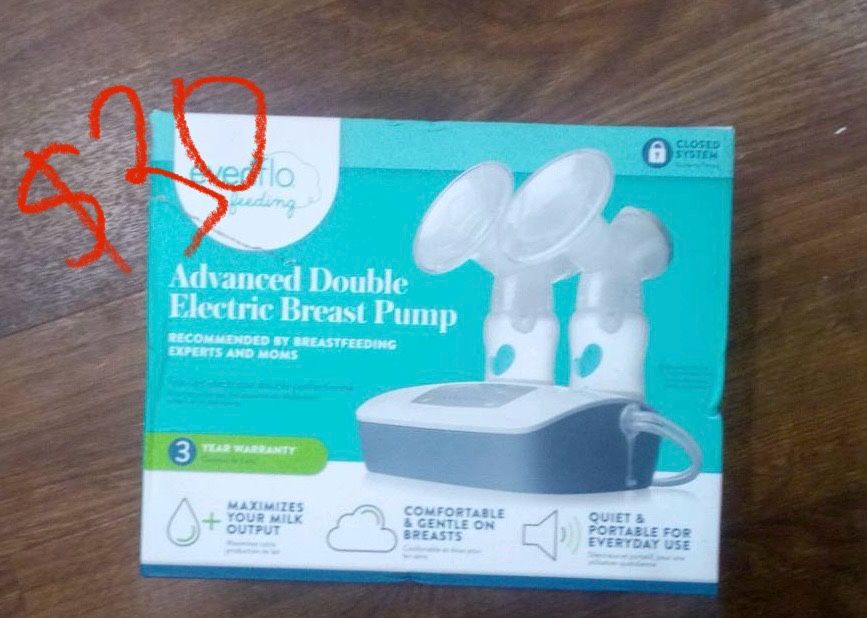 $20
evenflo
feeding
CLOSED
SYSTEM
Advanced Double
Electric Breast Pump
RECOMMENDED BY BREASTFEEDING
EXPERTS AND MOMS
3 YEAR WARRANTY
MAXIMIZES
YOUR MILK
OUTPUT
COMFORTABLE
& GENTLE ON
BREASTS
QUIET &
PORTABLE FOR
EVERYDAY USE